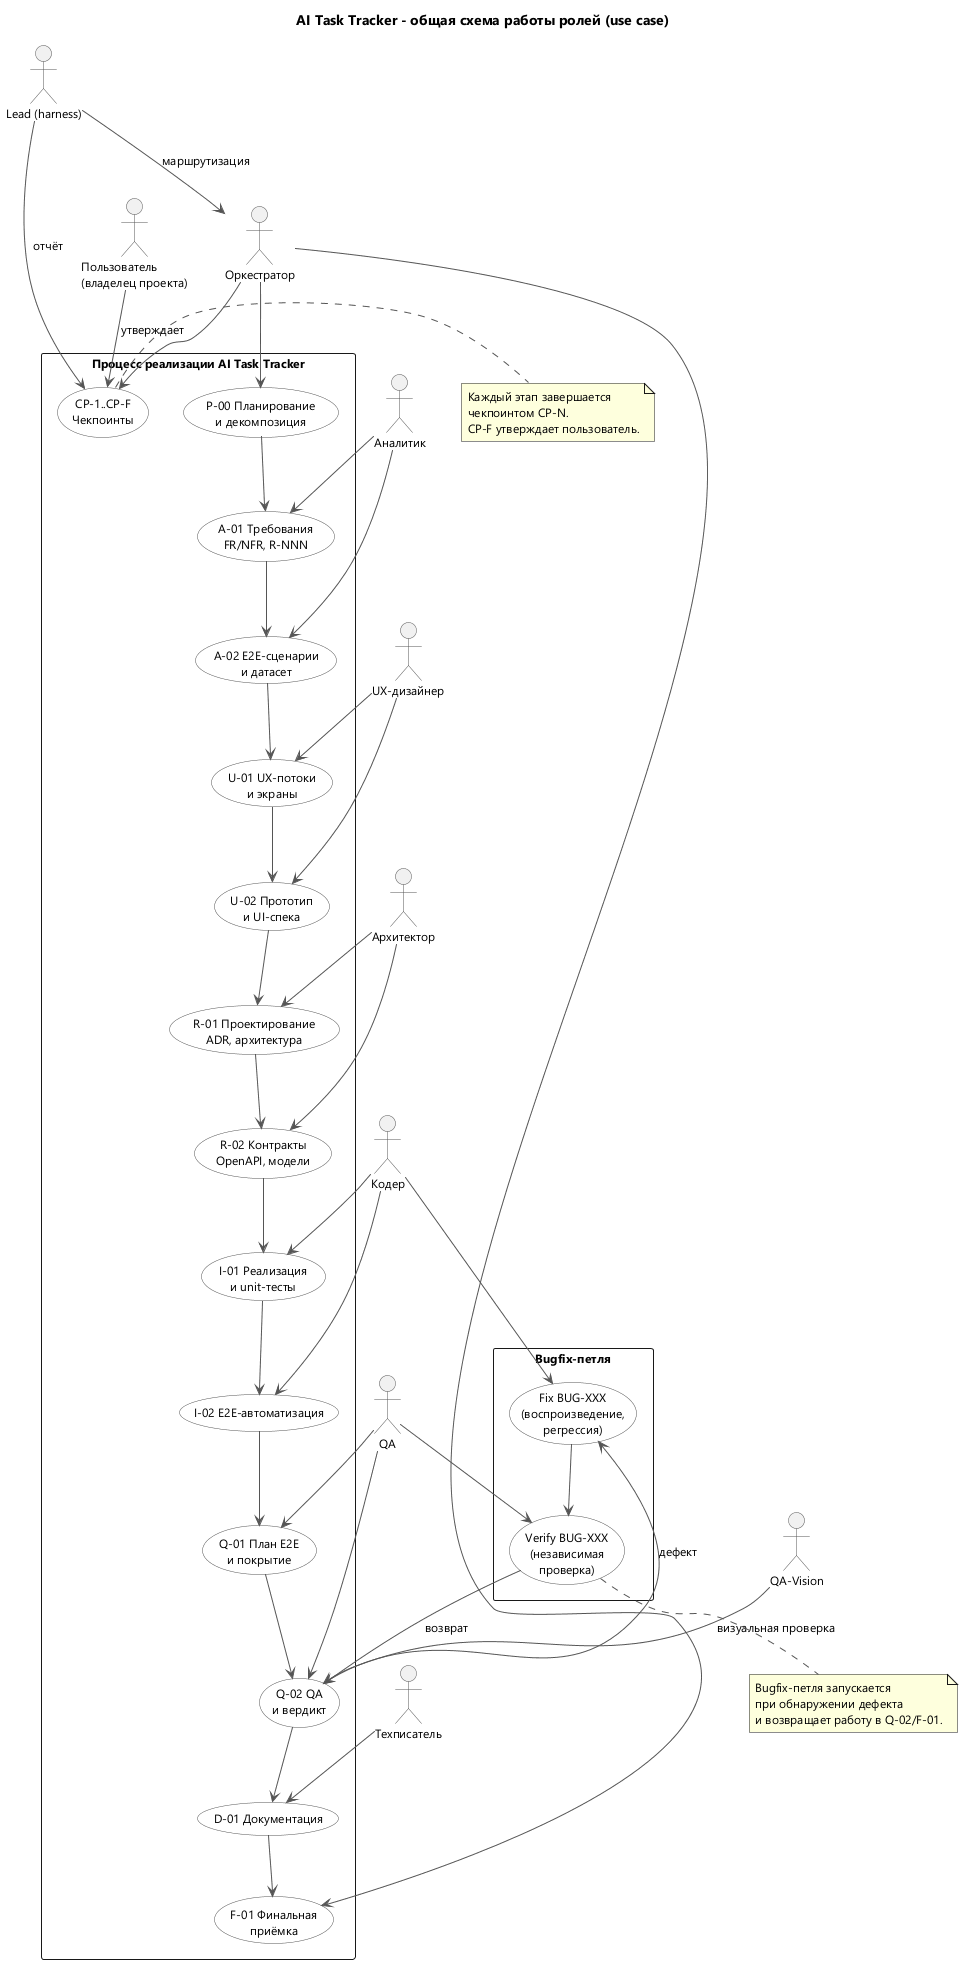 AI Task Tracker - общая схема работы ролей (use case)
Lead (harness)
маршрутизация
Пользователь
(владелец проекта)
Оркестратор
отчёт
утверждает
Процесс реализации AI Task Tracker
CP-1..CP-F
Чекпоинты
P-00 Планирование
и декомпозиция
Каждый этап завершается
чекпоинтом CP-N.
CP-F утверждает пользователь.
Аналитик
A-01 Требования
FR/NFR, R-NNN
A-02 E2E-сценарии
и датасет
UX-дизайнер
U-01 UX-потоки
и экраны
U-02 Прототип
и UI-спека
Архитектор
R-01 Проектирование
ADR, архитектура
R-02 Контракты
OpenAPI, модели
Кодер
I-01 Реализация
и unit-тесты
Bugfix-петля
Fix BUG-XXX
(воспроизведение,
регрессия)
I-02 E2E-автоматизация
QA
Q-01 План E2E
и покрытие
Verify BUG-XXX
(независимая
проверка)
дефект
QA-Vision
возврат
визуальная проверка
Q-02 QA
и вердикт
Техписатель
Bugfix-петля запускается
при обнаружении дефекта
и возвращает работу в Q-02/F-01.
D-01 Документация
F-01 Финальная
приёмка